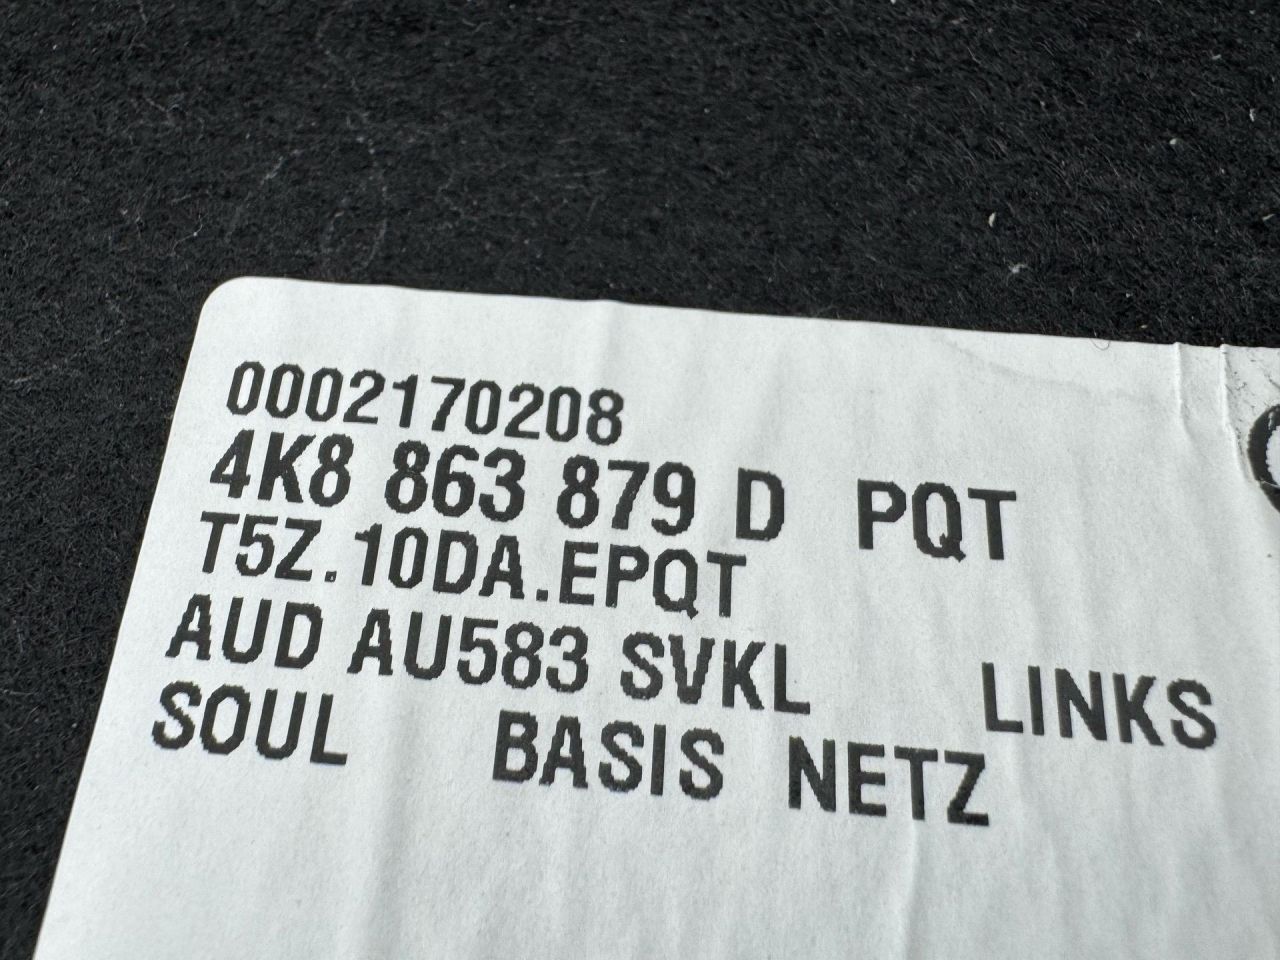 0002170208
4K8 863 879 D PQT
T5Z.10DA.EPQT
AUD AU583 SVKL LINKS
SOUL BASIS NETZ